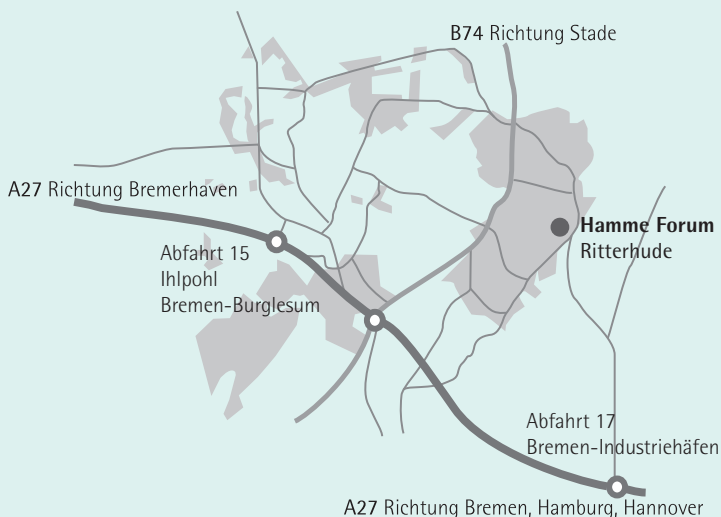 B74 Richtung Stade
A27 Richtung Bremerhaven
Hamme Forum
Ritterhude
Abfahrt 15
Ihlpohl
Bremen-Burglesum
Abfahrt 17
Bremen-Industriehäfen
A27 Richtung Bremen, Hamburg, Hannover